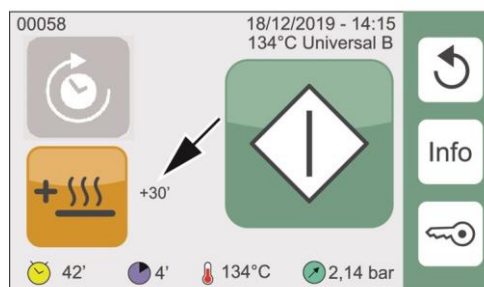 00058
18/12/2019 - 14:15
134°C Universal B
+30'
Info
42'
4'
134°C
2,14 bar